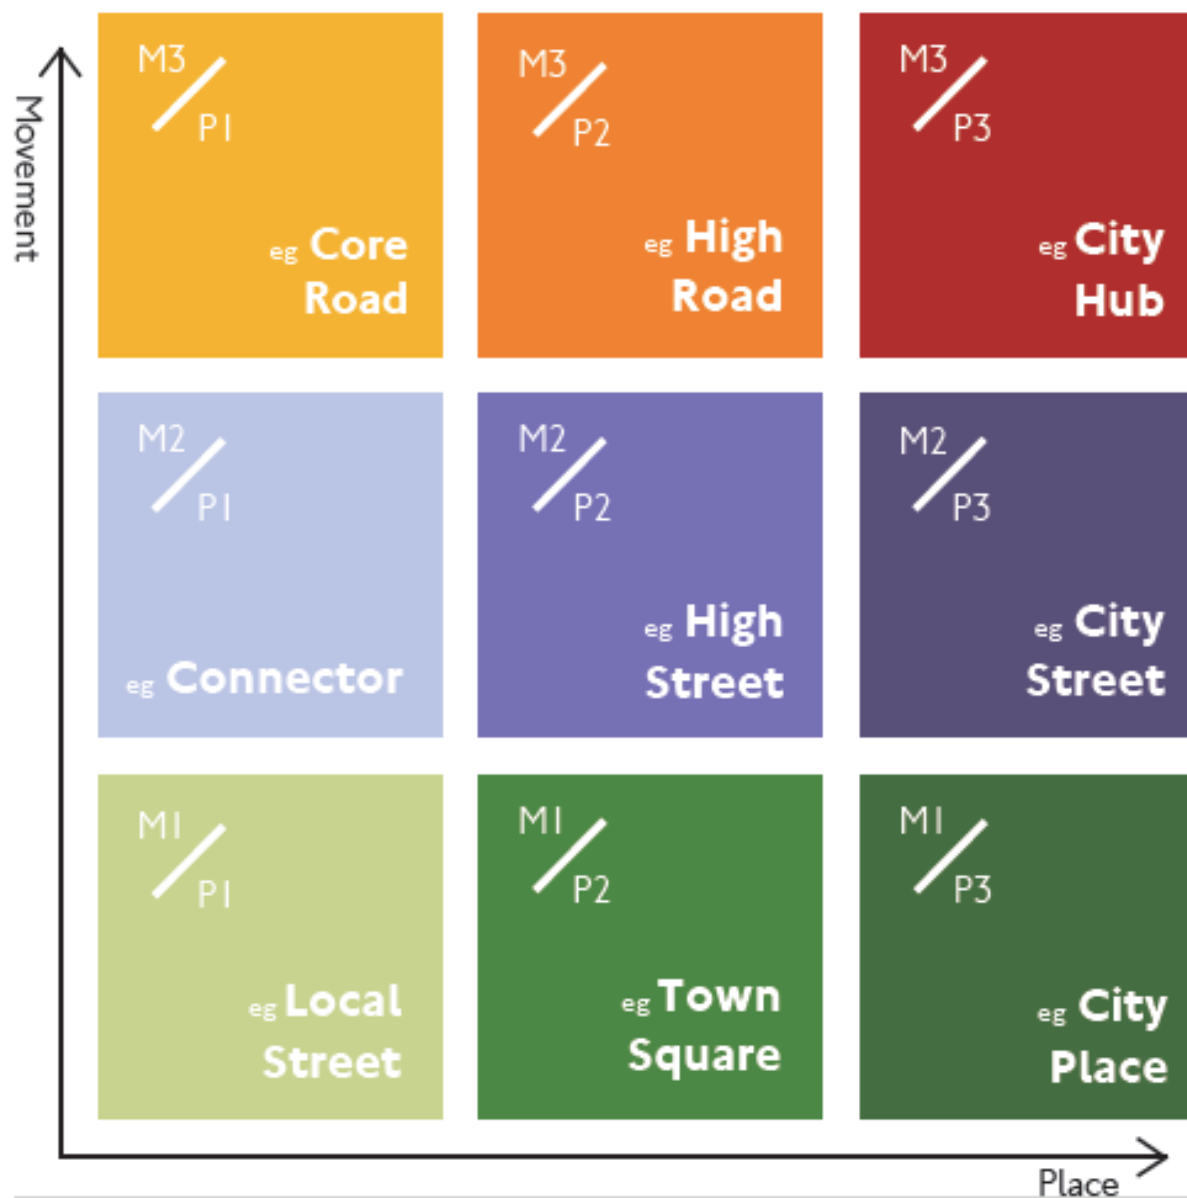 Movement
M3
P1
eg Core
Road
M3
P2
eg High
Road
M3
P3
eg City
Hub
M2
P1
eg Connector
M2
P2
eg High
Street
M2
P3
eg City
Street
M1
P1
eg Local
Street
M1
P2
eg Town
Square
M1
P3
eg City
Place
Place